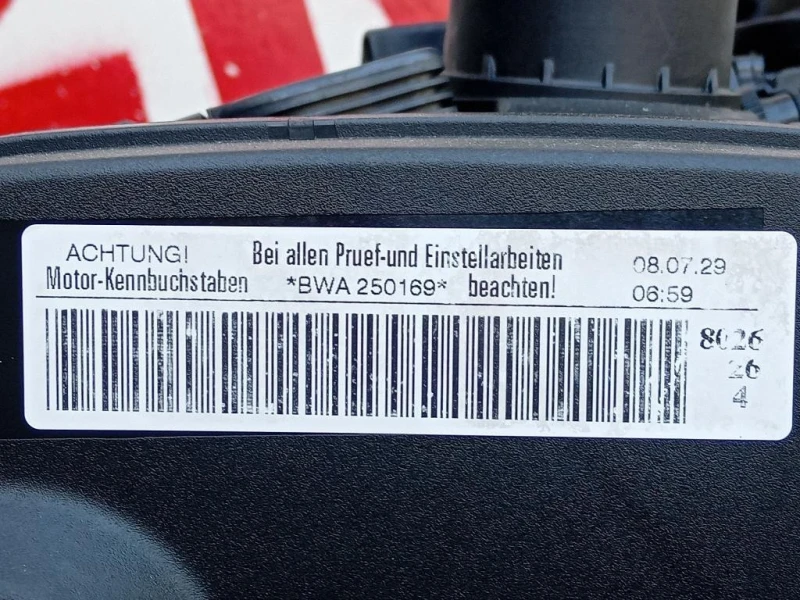 ACHTUNG! Bei allen Pruef-und Einstellarbeiten 08.07.29
Motor-Kennbuchstaben *BWA 250169* beachten! 06:59
8026
26
4